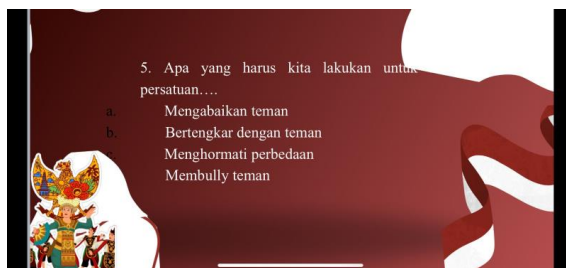 5. Apa yang harus kita lakukan untuk
persatuan….
a. Mengabaikan teman
b. Bertengkar dengan teman
Menghormati perbedaan
Membully teman